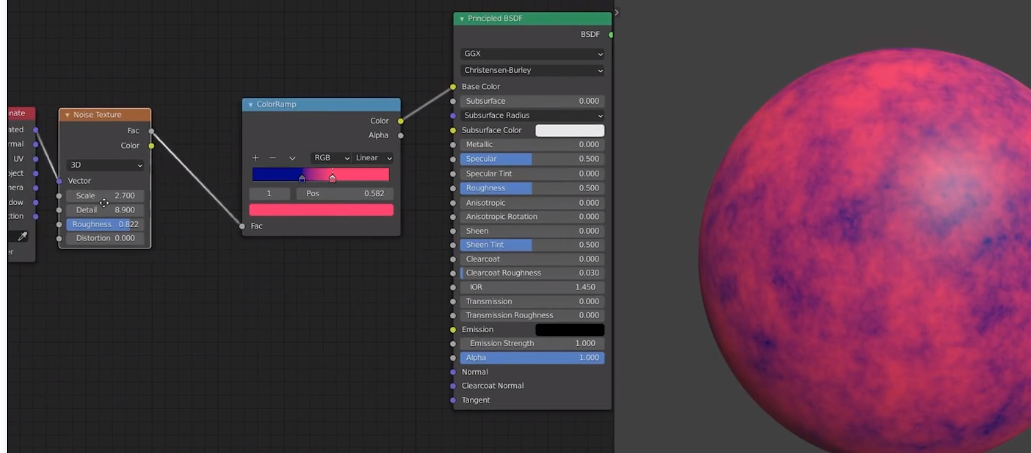 inate
ated
rmal
UV
ject
nera
dow
ction
er
Noise Texture
Fac
Color
3D
Vector
Scale 2.700
Detail 8.900
Roughness 0.822
Distortion 0.000
ColorRamp
Color
Alpha
+ −
RGB Linear
1 Pos 0.582
Fac
Principled BSDF
BSDF
GGX
Christensen-Burley
Base Color
Subsurface 0.000
Subsurface Radius
Subsurface Color
Metallic 0.000
Specular 0.500
Specular Tint 0.000
Roughness 0.500
Anisotropic 0.000
Anisotropic Rotation 0.000
Sheen 0.000
Sheen Tint 0.500
Clearcoat 0.000
Clearcoat Roughness 0.030
IOR 1.450
Transmission 0.000
Transmission Roughness 0.000
Emission
Emission Strength 1.000
Alpha 1.000
Normal
Clearcoat Normal
Tangent